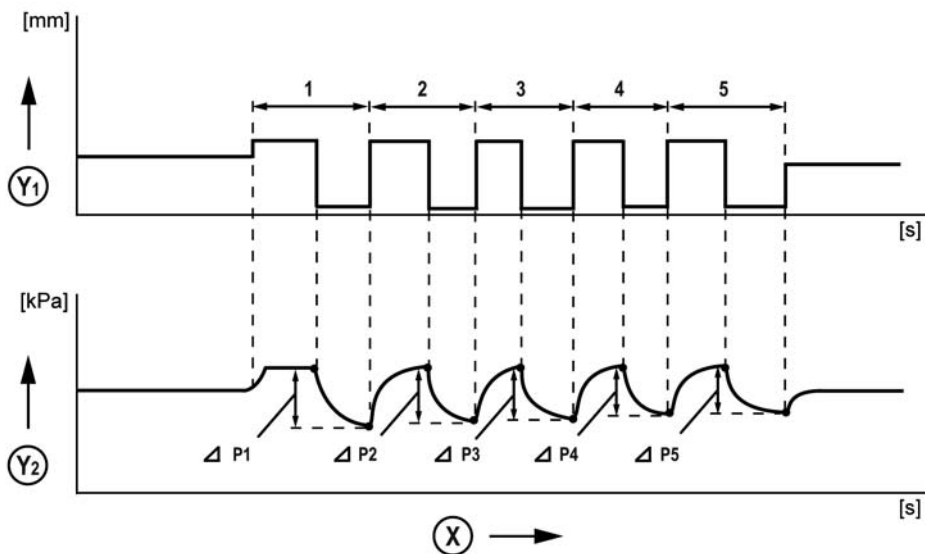 [mm]
1 2 3 4 5
Y1
[s]
[kPa]
⊿ P1 ⊿ P2 ⊿ P3 ⊿ P4 ⊿ P5
Y2
[s]
X